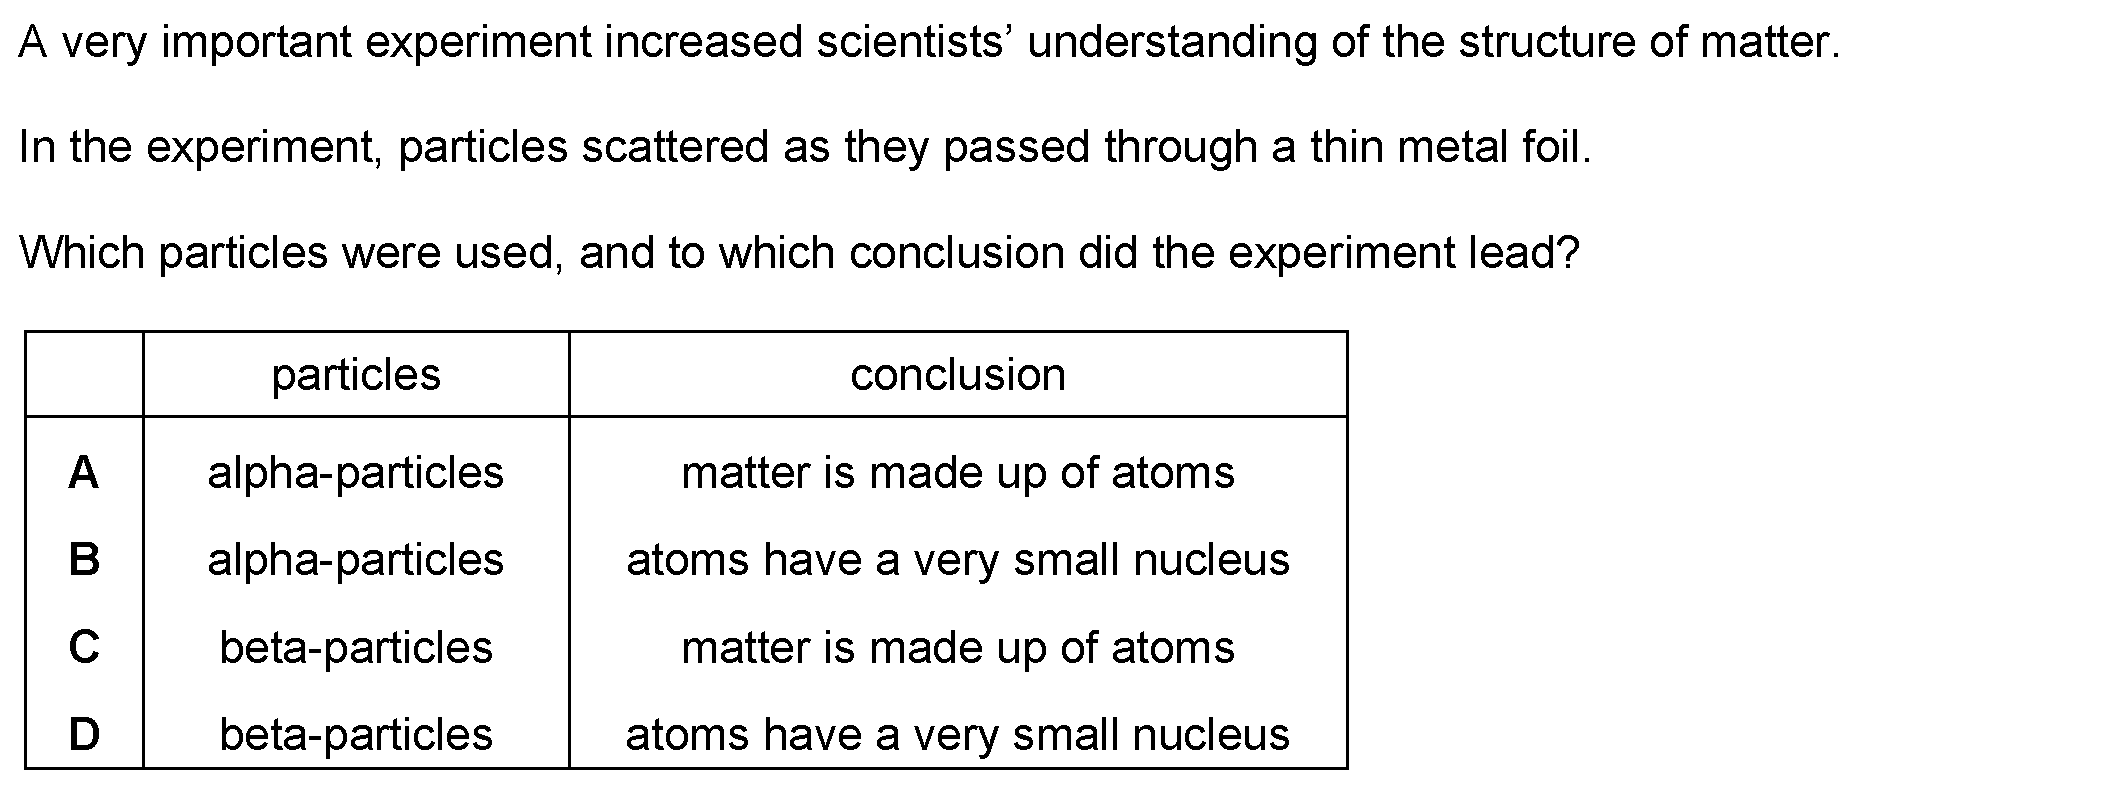 A very important experiment increased scientists’ understanding of the structure of matter.
In the experiment, particles scattered as they passed through a thin metal foil.
Which particles were used, and to which conclusion did the experiment lead?
particles conclusion
A alpha-particles matter is made up of atoms
B alpha-particles atoms have a very small nucleus
C beta-particles matter is made up of atoms
D beta-particles atoms have a very small nucleus